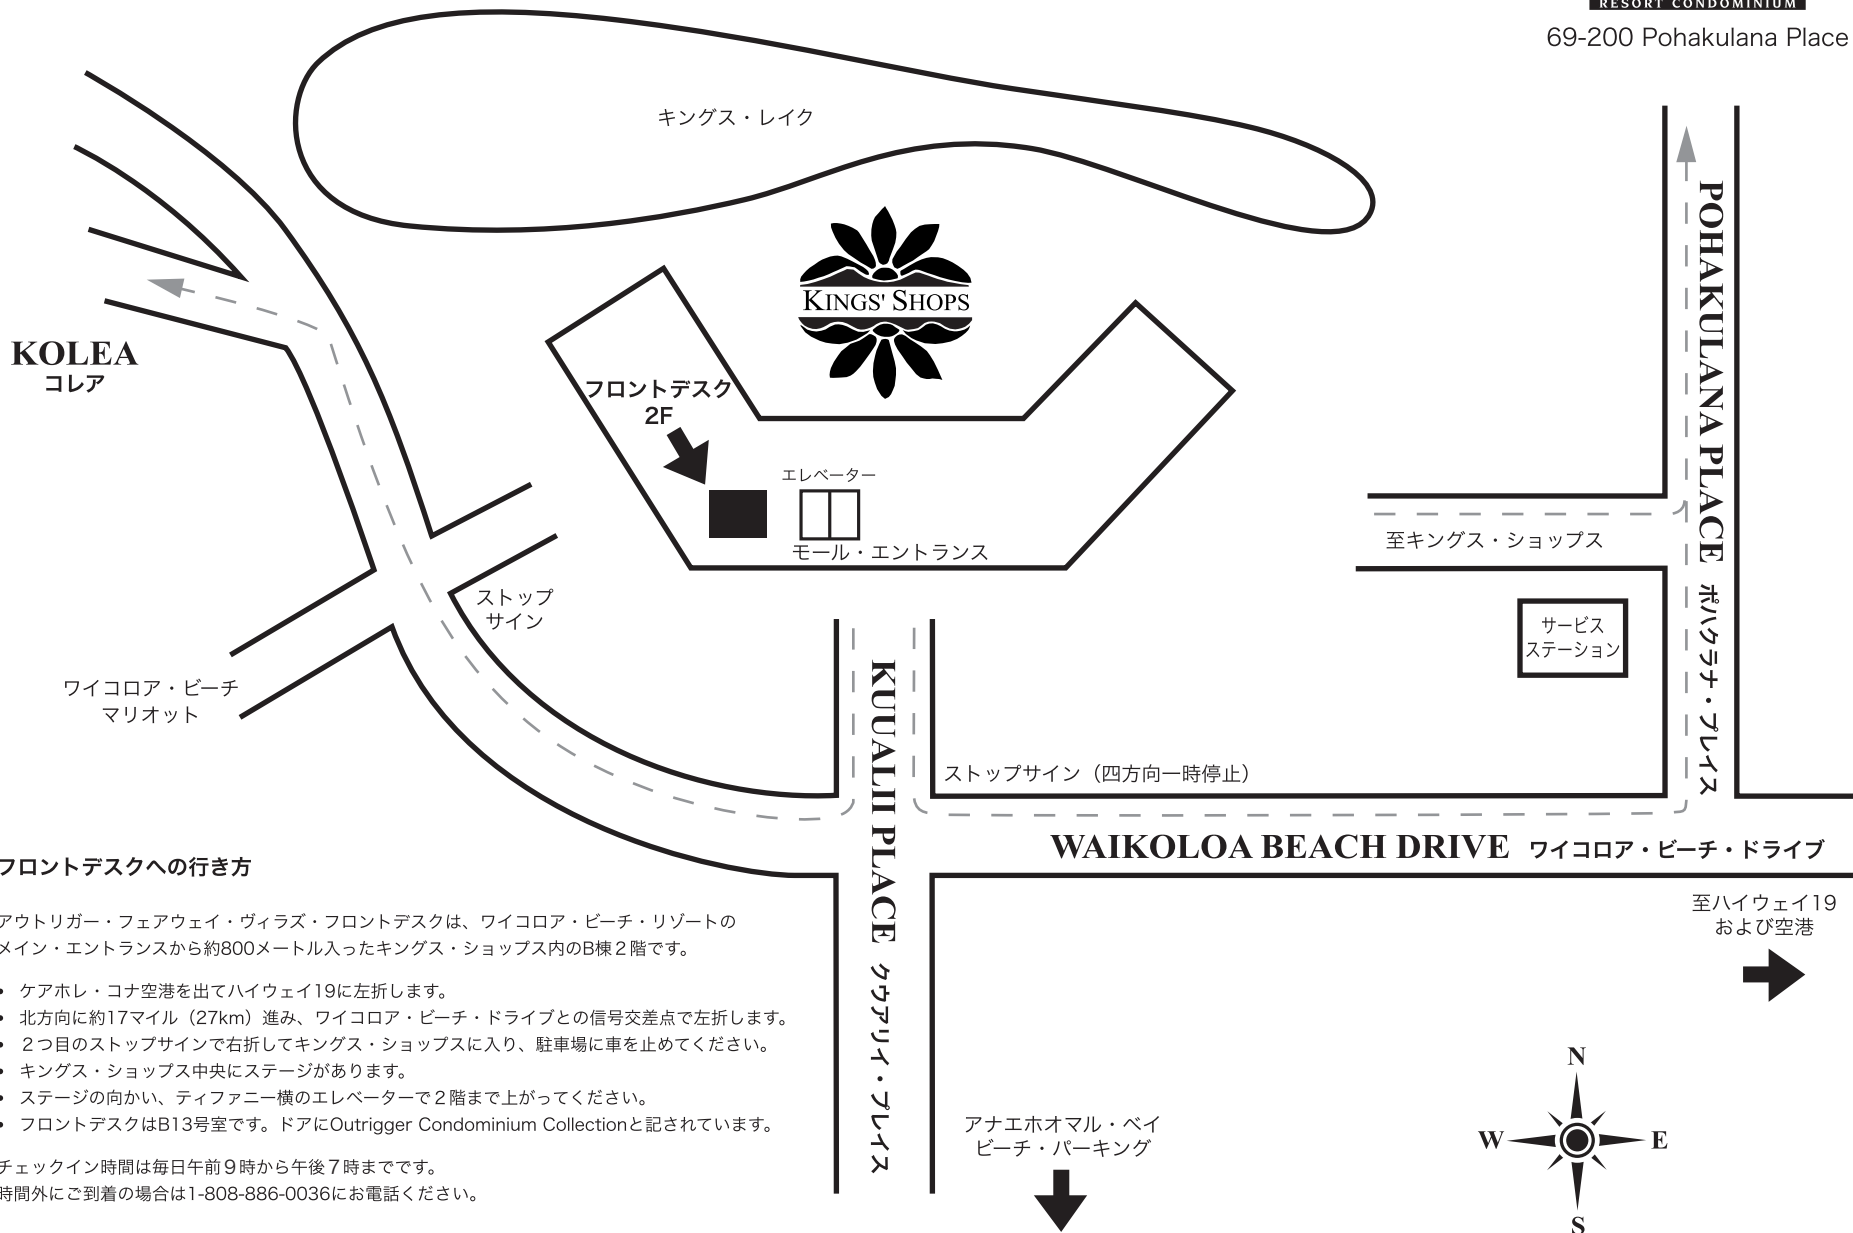 RESORT CONDOMINIUM
69-200 Pohakulana Place
キングス・レイク
KINGS' SHOPS
KOLEA
コレア
フロントデスク
2F
エレベーター
モール・エントランス
至キングス・ショップス
サービス
ステーション
POHAKULANA PLACE ポハクラナ・プレイス
ストップ
サイン
ワイコロア・ビーチ
マリオット
KUUALII PLACE クウアリィ・プレイス
ストップサイン（四方向一時停止）
WAIKOLOA BEACH DRIVE ワイコロア・ビーチ・ドライブ
至ハイウェイ19
および空港
フロントデスクへの行き方
アウトリガー・フェアウェイ・ヴィラズ・フロントデスクは、ワイコロア・ビーチ・リゾートの
メイン・エントランスから約800メートル入ったキングス・ショップス内のB棟２階です。
• ケアホレ・コナ空港を出てハイウェイ19に左折します。
• 北方向に約17マイル（27km）進み、ワイコロア・ビーチ・ドライブとの信号交差点で左折します。
• ２つ目のストップサインで右折してキングス・ショップスに入り、駐車場に車を止めてください。
• キングス・ショップス中央にステージがあります。
• ステージの向かい、ティファニー横のエレベーターで２階まで上がってください。
• フロントデスクはB13号室です。ドアにOutrigger Condominium Collectionと記されています。
チェックイン時間は毎日午前９時から午後７時までです。
時間外にご到着の場合は1-808-886-0036にお電話ください。
アナエホオマル・ベイ
ビーチ・パーキング
N
W
E
S